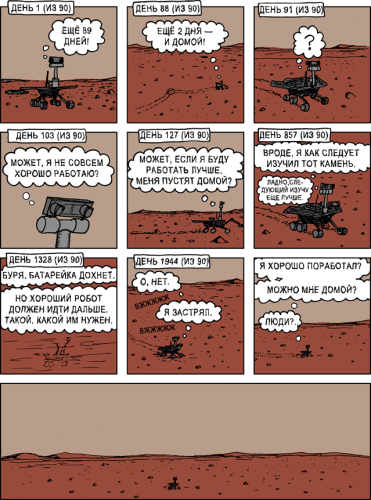 ДЕНЬ 1 (ИЗ 90)
ЕЩЁ 89
ДНЕЙ!
ДЕНЬ 88 (ИЗ 90)
ЕЩЁ 2 ДНЯ —
И ДОМОЙ!
ДЕНЬ 91 (ИЗ 90)
?
ДЕНЬ 103 (ИЗ 90)
МОЖЕТ, Я НЕ СОВСЕМ
ХОРОШО РАБОТАЮ?
ДЕНЬ 127 (ИЗ 90)
МОЖЕТ, ЕСЛИ Я БУДУ
РАБОТАТЬ ЛУЧШЕ,
МЕНЯ ПУСТЯТ ДОМОЙ?
ДЕНЬ 857 (ИЗ 90)
ВРОДЕ, Я КАК СЛЕДУЕТ
ИЗУЧИЛ ТОТ КАМЕНЬ.
ЛАДНО,СЛЕ-
ДУЮЩИЙ ИЗУЧУ
ЕЩЕ ЛУЧШЕ.
ДЕНЬ 1328 (ИЗ 90)
БУРЯ. БАТАРЕЙКА ДОХНЕТ.
НО ХОРОШИЙ РОБОТ
ДОЛЖЕН ИДТИ ДАЛЬШЕ.
ТАКОЙ, КАКОЙ ИМ НУЖЕН.
ДЕНЬ 1944 (ИЗ 90)
О, НЕТ.
ВЖЖЖЖЖ
Я ЗАСТРЯЛ.
ВЖЖЖЖЖ
Я ХОРОШО ПОРАБОТАЛ?
МОЖНО МНЕ ДОМОЙ?
ЛЮДИ?.